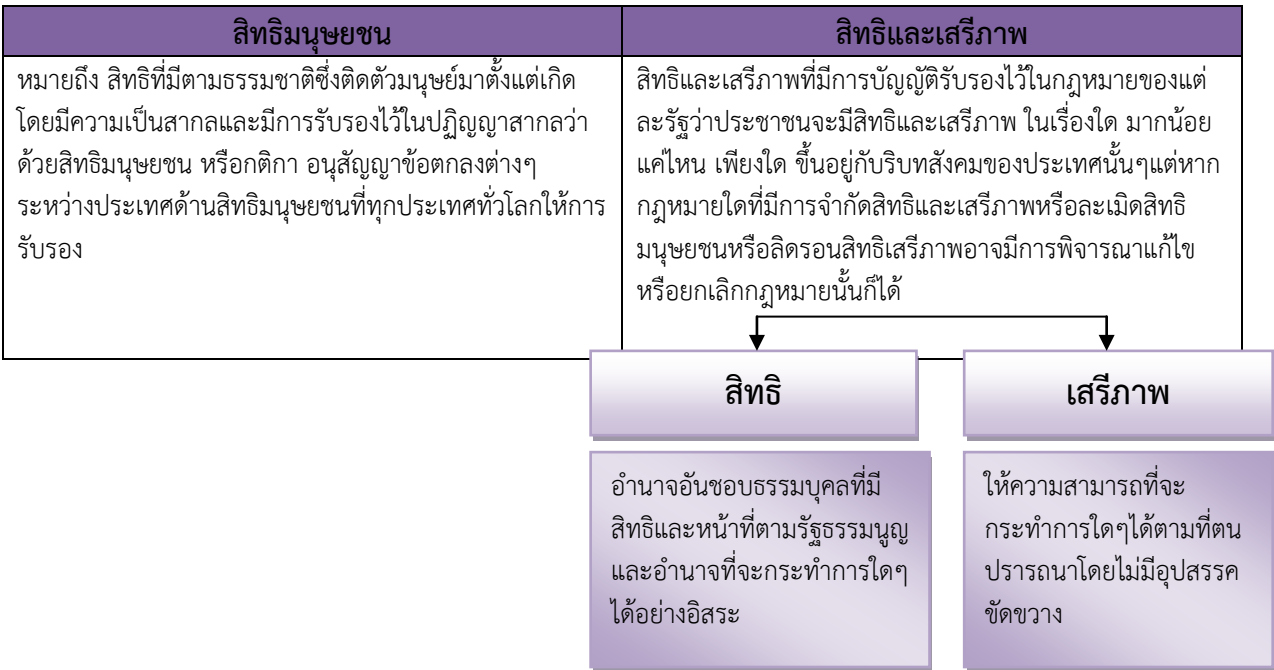 สิทธิมนุษยชน
หมายถึง สิทธิที่มีตามธรรมชาติซึ่งติดตัวมนุษย์มาตั้งแต่เกิด
โดยมีความเป็นสากลและมีการรับรองไว้ในปฏิญญาสากลว่า
ด้วยสิทธิมนุษยชน หรือกติกา อนุสัญญาข้อตกลงต่างๆ
ระหว่างประเทศด้านสิทธิมนุษยชนที่ทุกประเทศทั่วโลกให้การ
รับรอง
สิทธิและเสรีภาพ
สิทธิและเสรีภาพที่มีการบัญญัติรับรองไว้ในกฎหมายของแต่
ละรัฐว่าประชาชนจะมีสิทธิและเสรีภาพ ในเรื่องใด มากน้อย
แค่ไหน เพียงใด ขึ้นอยู่กับริบทสังคมของประเทศนั้นๆแต่หาก
กฎหมายใดที่มีการจำกัดสิทธิและเสรีภาพหรือละเมิดสิทธิ
มนุษยชนหรือลิดรอนสิทธิเสรีภาพอาจมีการพิจารณาแก้ไข
หรือยกเลิกกฎหมายนั้นก็ได้
สิทธิ
อำนาจอันชอบธรรมบุคลที่มี
สิทธิและหน้าที่ตามรัฐธรรมนูญ
และอำนาจที่จะกระทำการใดๆ
ได้อย่างอิสระ
เสรีภาพ
ให้ความสามารถที่จะ
กระทำการใดๆได้ตามที่ตน
ปรารถนาโดยไม่มีอุปสรรค
ขัดขวาง